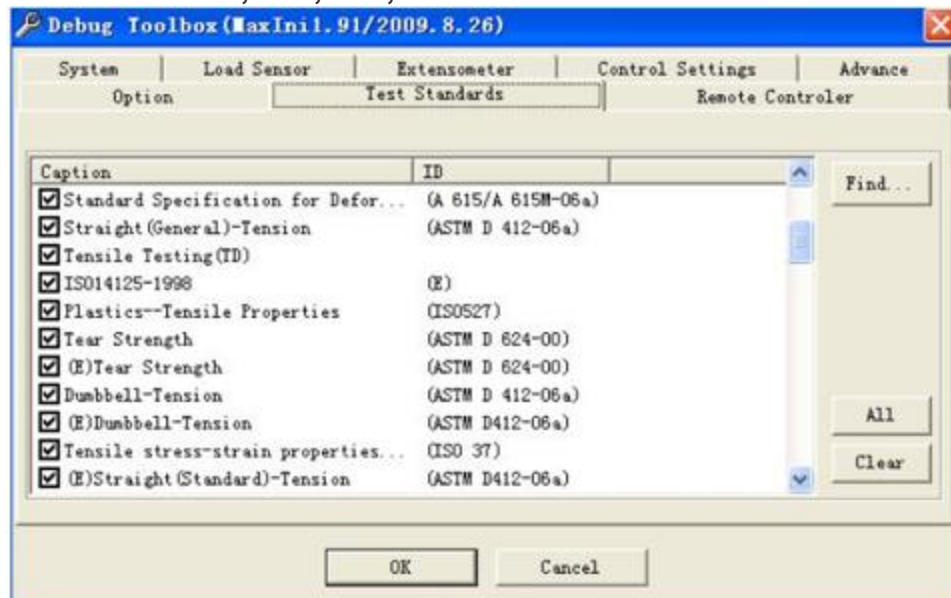 Debug Toolbox(MaxIni1.91/2009.8.26)
System Load Sensor Extensometer Control Settings Advance
Option Test Standards Remote Controler
Caption ID
Standard Specification for Defor... (A 615/A 615M-06a)
Straight(General)-Tension (ASTM D 412-06a)
Tensile Testing(TD)
ISO14125-1998 (E)
Plastics--Tensile Properties (ISO527)
Tear Strength (ASTM D 624-00)
(E)Tear Strength (ASTM D 624-00)
Dumbbell-Tension (ASTM D 412-06a)
(E)Dumbbell-Tension (ASTM D412-06a)
Tensile stress-strain properties... (ISO 37)
(E)Straight(Standard)-Tension (ASTM D412-06a)
Find...
All
Clear
OK Cancel